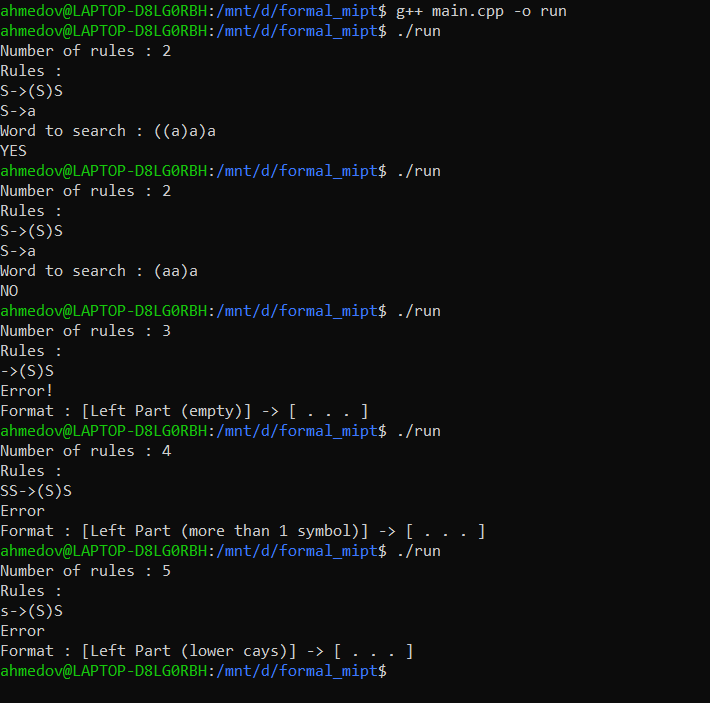 ahmedov@LAPTOP-D8LG0RBH:/mnt/d/formal_mipt$ g++ main.cpp -o run
ahmedov@LAPTOP-D8LG0RBH:/mnt/d/formal_mipt$ ./run
Number of rules : 2
Rules :
S->(S)S
S->a
Word to search : ((a)a)a
YES
ahmedov@LAPTOP-D8LG0RBH:/mnt/d/formal_mipt$ ./run
Number of rules : 2
Rules :
S->(S)S
S->a
Word to search : (aa)a
NO
ahmedov@LAPTOP-D8LG0RBH:/mnt/d/formal_mipt$ ./run
Number of rules : 3
Rules :
->(S)S
Error!
Format : [Left Part (empty)] -> [ . . . ]
ahmedov@LAPTOP-D8LG0RBH:/mnt/d/formal_mipt$ ./run
Number of rules : 4
Rules :
SS->(S)S
Error
Format : [Left Part (more than 1 symbol)] -> [ . . . ]
ahmedov@LAPTOP-D8LG0RBH:/mnt/d/formal_mipt$ ./run
Number of rules : 5
Rules :
s->(S)S
Error
Format : [Left Part (lower cays)] -> [ . . . ]
ahmedov@LAPTOP-D8LG0RBH:/mnt/d/formal_mipt$